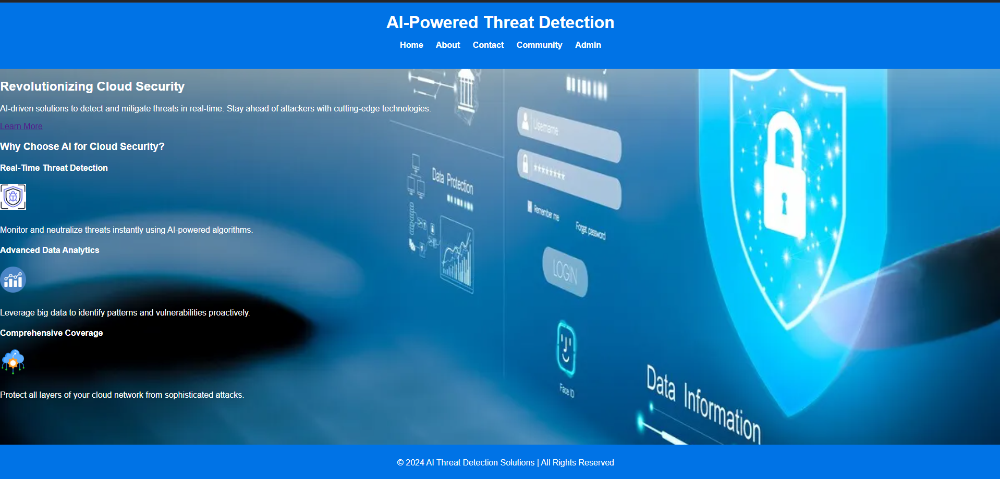 AI-Powered Threat Detection
Home About Contact Community Admin
Revolutionizing Cloud Security
AI-driven solutions to detect and mitigate threats in real-time. Stay ahead of attackers with cutting-edge technologies.
Learn More
Why Choose AI for Cloud Security?
Real-Time Threat Detection
Monitor and neutralize threats instantly using AI-powered algorithms.
Advanced Data Analytics
Leverage big data to identify patterns and vulnerabilities proactively.
Comprehensive Coverage
Protect all layers of your cloud network from sophisticated attacks.
Username
********
Data Protection
Remember me
Forget password
LOGIN
Face ID
Data Information
© 2024 AI Threat Detection Solutions | All Rights Reserved